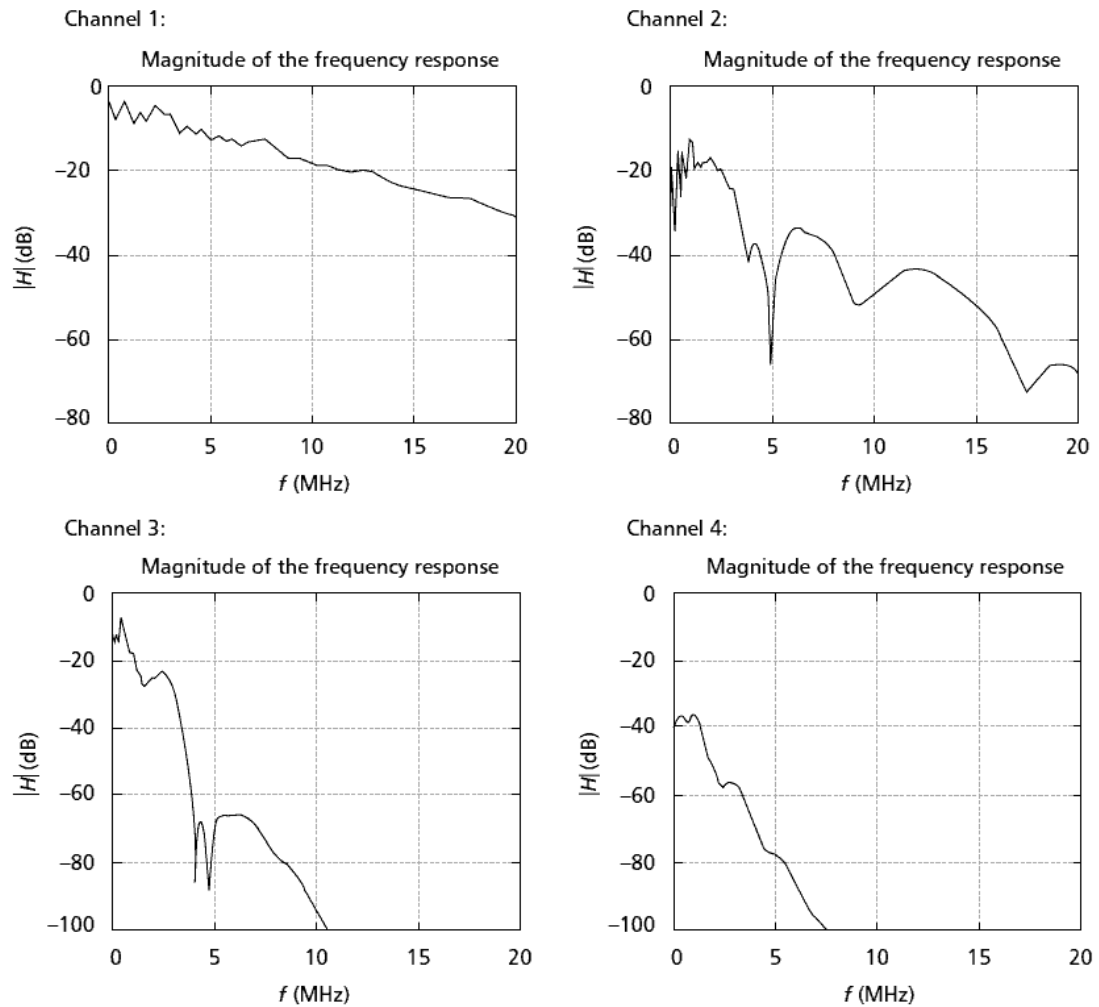 Channel 1:
Magnitude of the frequency response
0
−20
−40
−60
−80
|H| (dB)
0 5 10 15 20
f (MHz)
Channel 2:
Magnitude of the frequency response
0
−20
−40
−60
−80
|H| (dB)
0 5 10 15 20
f (MHz)
Channel 3:
Magnitude of the frequency response
0
−20
−40
−60
−80
−100
|H| (dB)
0 5 10 15 20
f (MHz)
Channel 4:
Magnitude of the frequency response
0
−20
−40
−60
−80
−100
|H| (dB)
0 5 10 15 20
f (MHz)